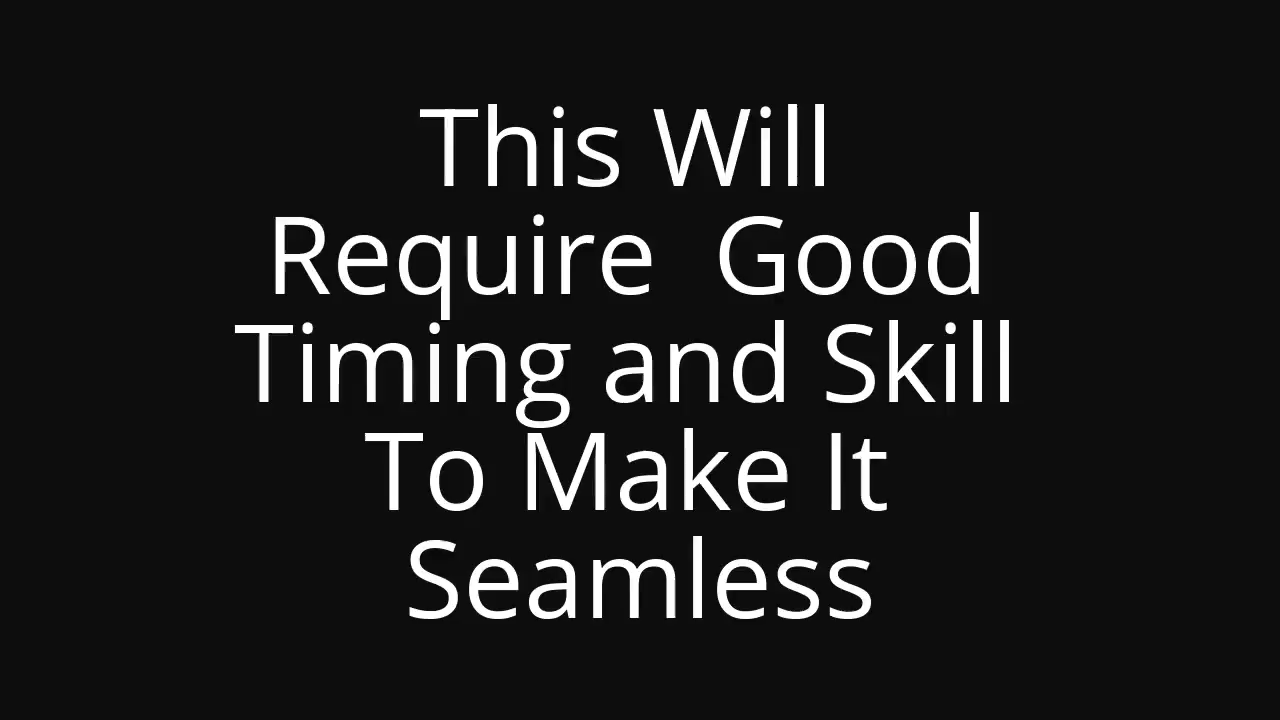 This Will
Require  Good
Timing and Skill
To Make It
Seamless